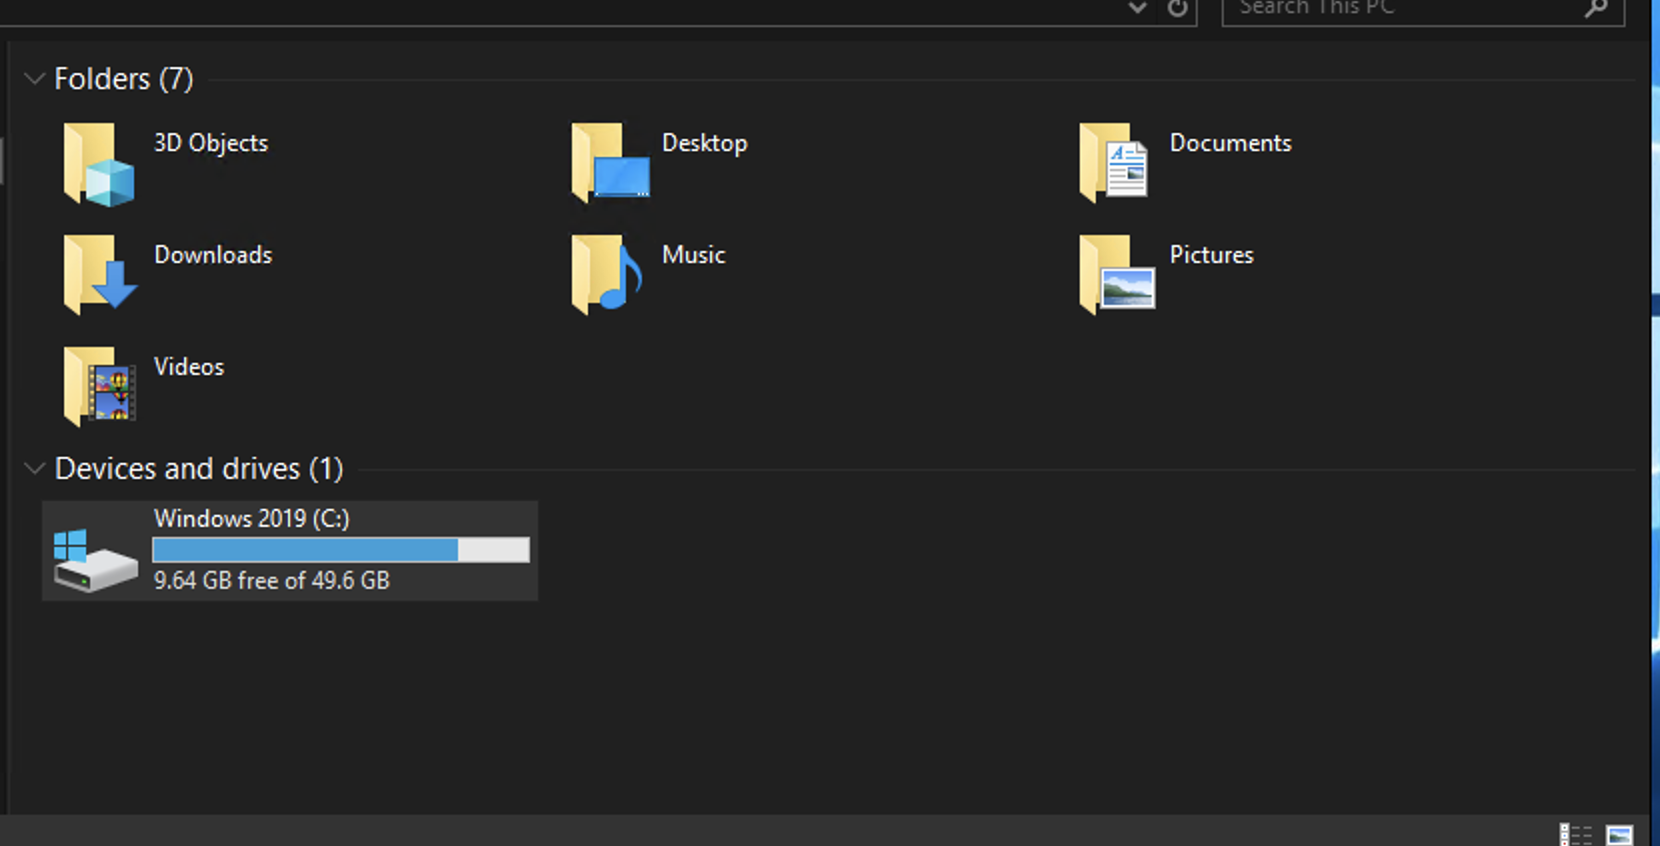 Search This PC
Folders (7)
3D Objects
Desktop
Documents
Downloads
Music
Pictures
Videos
Devices and drives (1)
Windows 2019 (C:)
9.64 GB free of 49.6 GB